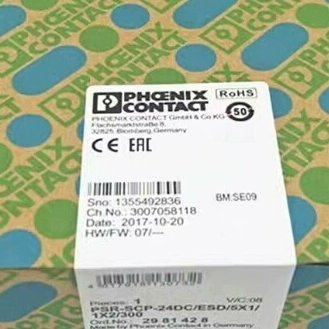 PHŒNIX
CONTACT
RoHS
50
PHOENIX CONTACT GmbH & Co.KG
Flachsmarktstraße 8,
32825 Blomberg,Germany
CE EAC
Sno: 1355492836
BM:SE09
Ch No.: 3007058118
Date: 2017-10-20
HW/FW: 07/---
Pieces: 1
V/C:08
PSR-SCP-24DC/ESD/5X1/
1X2/300
Ord.No.: 29 81 42 8
Made by Phoenix Contact in Germany